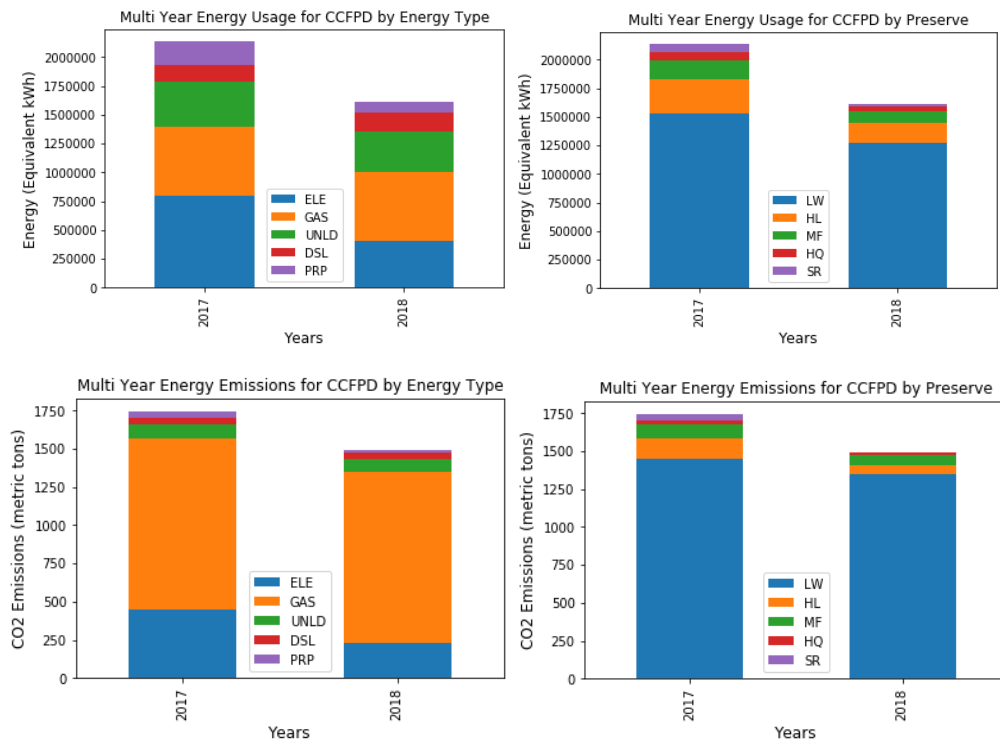 Multi Year Energy Usage for CCFPD by Energy Type
Energy (Equivalent kWh)
2000000
1750000
1500000
1250000
1000000
750000
500000
250000
0
ELE
GAS
UNLD
DSL
PRP
2017
2018
Years
Multi Year Energy Usage for CCFPD by Preserve
Energy (Equivalent kWh)
2000000
1750000
1500000
1250000
1000000
750000
500000
250000
0
LW
HL
MF
HQ
SR
2017
2018
Years
Multi Year Energy Emissions for CCFPD by Energy Type
CO2 Emissions (metric tons)
1750
1500
1250
1000
750
500
250
0
ELE
GAS
UNLD
DSL
PRP
2017
2018
Years
Multi Year Energy Emissions for CCFPD by Preserve
CO2 Emissions (metric tons)
1750
1500
1250
1000
750
500
250
0
LW
HL
MF
HQ
SR
2017
2018
Years